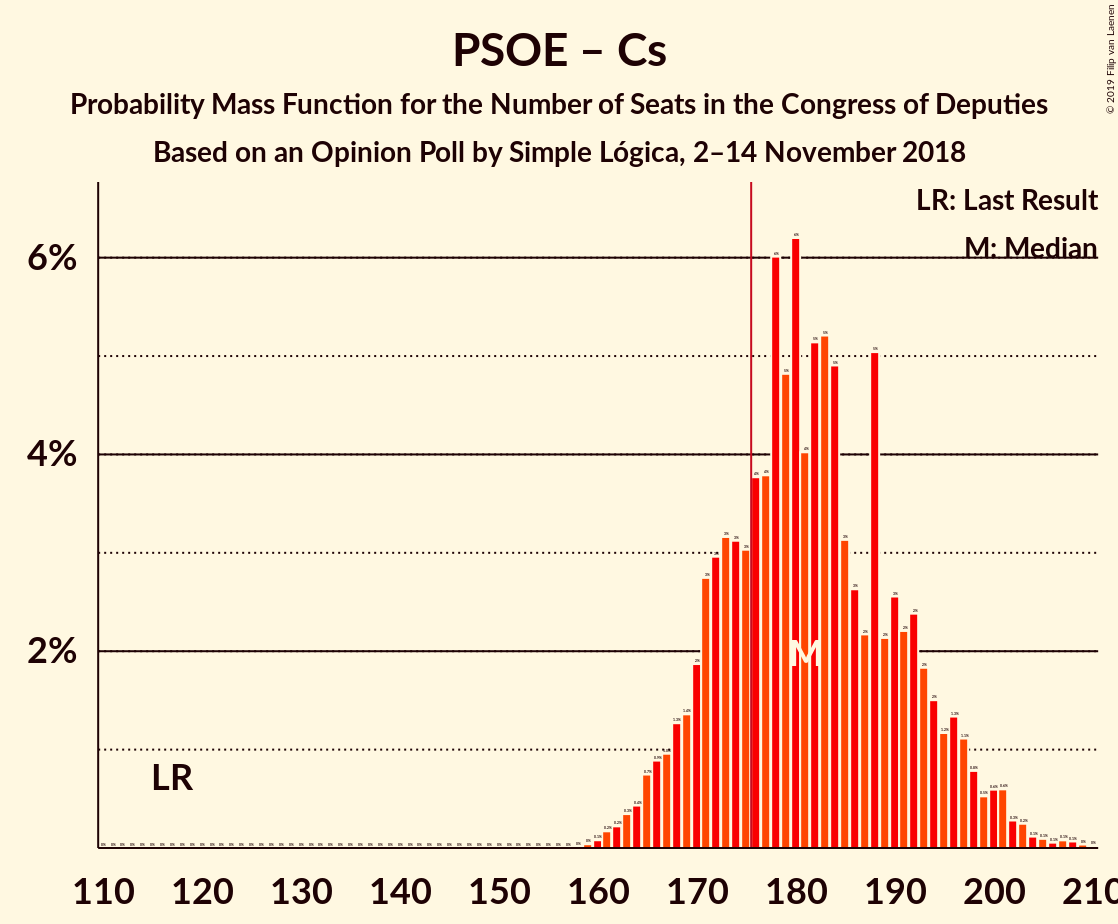 PSOE – Cs
Probability Mass Function for the Number of Seats in the Congress of Deputies
Based on an Opinion Poll by Simple Lógica, 2–14 November 2018
© 2019 Filip van Laenen
LR: Last Result
M: Median
6%
4%
2%
LR
M
110 120 130 140 150 160 170 180 190 200 210